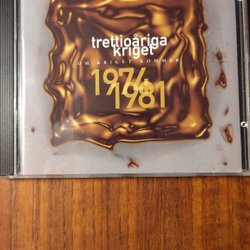 trettioåriga
kriget
OM KRIGET KOMMER
1974
1981